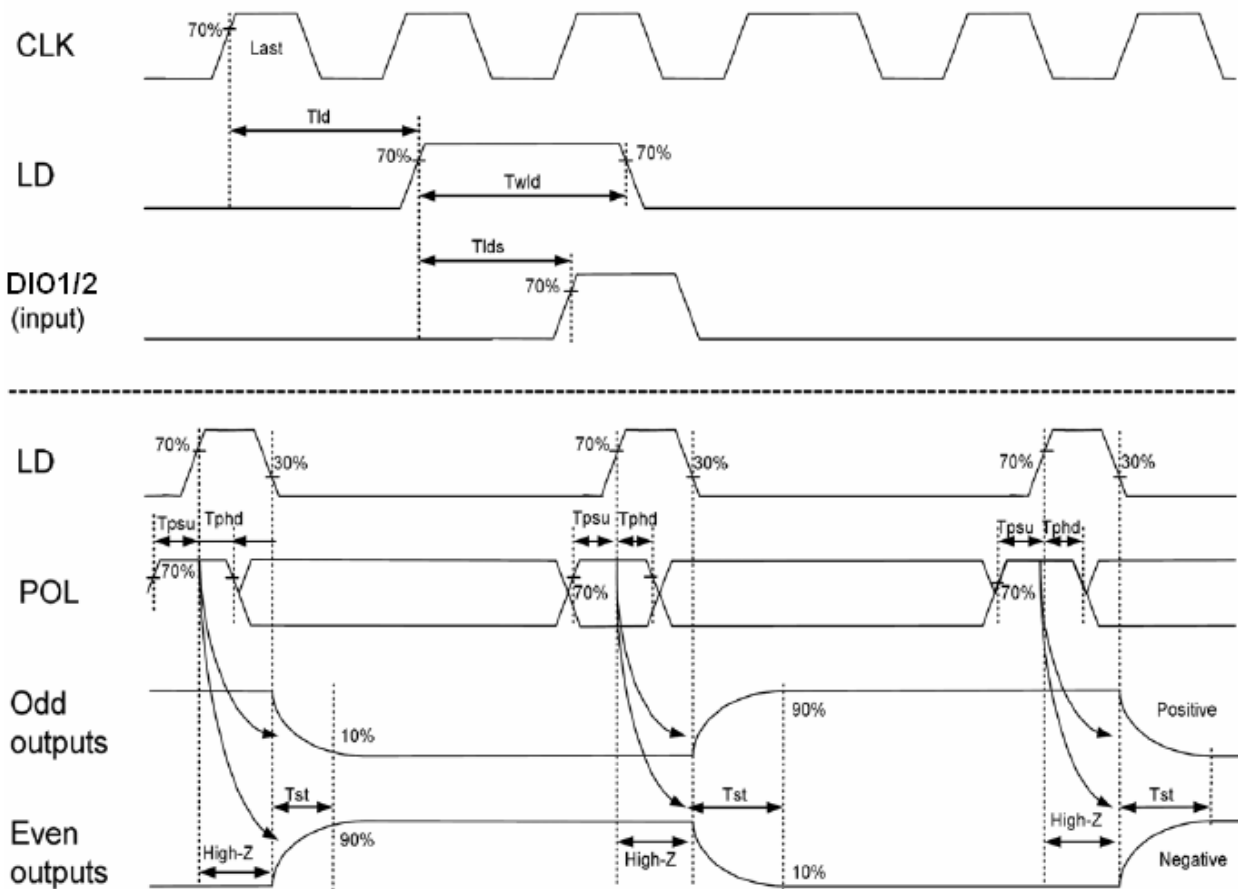 CLK
70%
Last
Tld
LD
70%
70%
Twld
Tlds
DIO1/2
(input)
70%
LD
70%
30%
70%
30%
70%
30%
Tpsu
Tphd
Tpsu
Tphd
Tpsu
Tphd
POL
70%
70%
70%
Odd
outputs
10%
90%
Positive
Tst
Tst
Tst
Even
outputs
High-Z
90%
High-Z
10%
High-Z
Negative